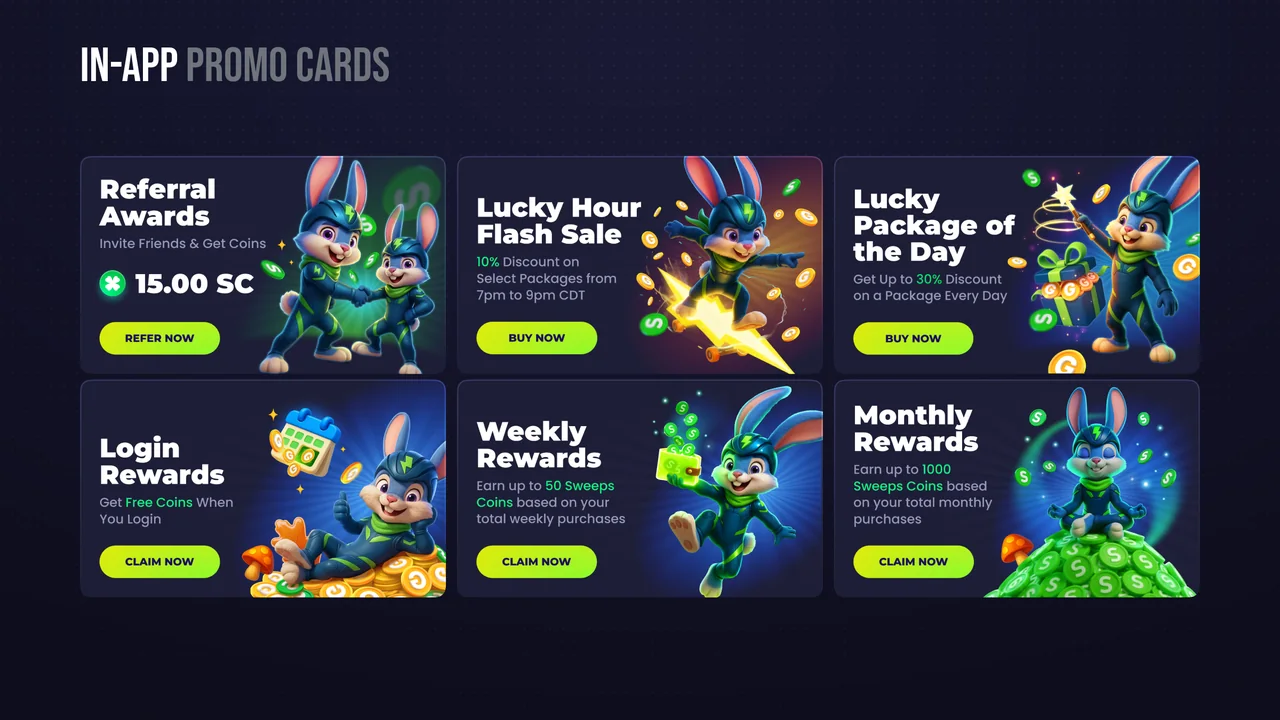 IN-APP PROMO CARDS
Referral
Awards
Invite Friends & Get Coins
15.00 SC
REFER NOW
Lucky Hour
Flash Sale
10% Discount on
Select Packages from
7pm to 9pm CDT
BUY NOW
Lucky
Package of
the Day
Get Up to 30% Discount
on a Package Every Day
BUY NOW
Login
Rewards
Get Free Coins When
You Login
CLAIM NOW
Weekly
Rewards
Earn up to 50 Sweeps
Coins based on your
total weekly purchases
CLAIM NOW
Monthly
Rewards
Earn up to 1000
Sweeps Coins based
on your total monthly
purchases
CLAIM NOW